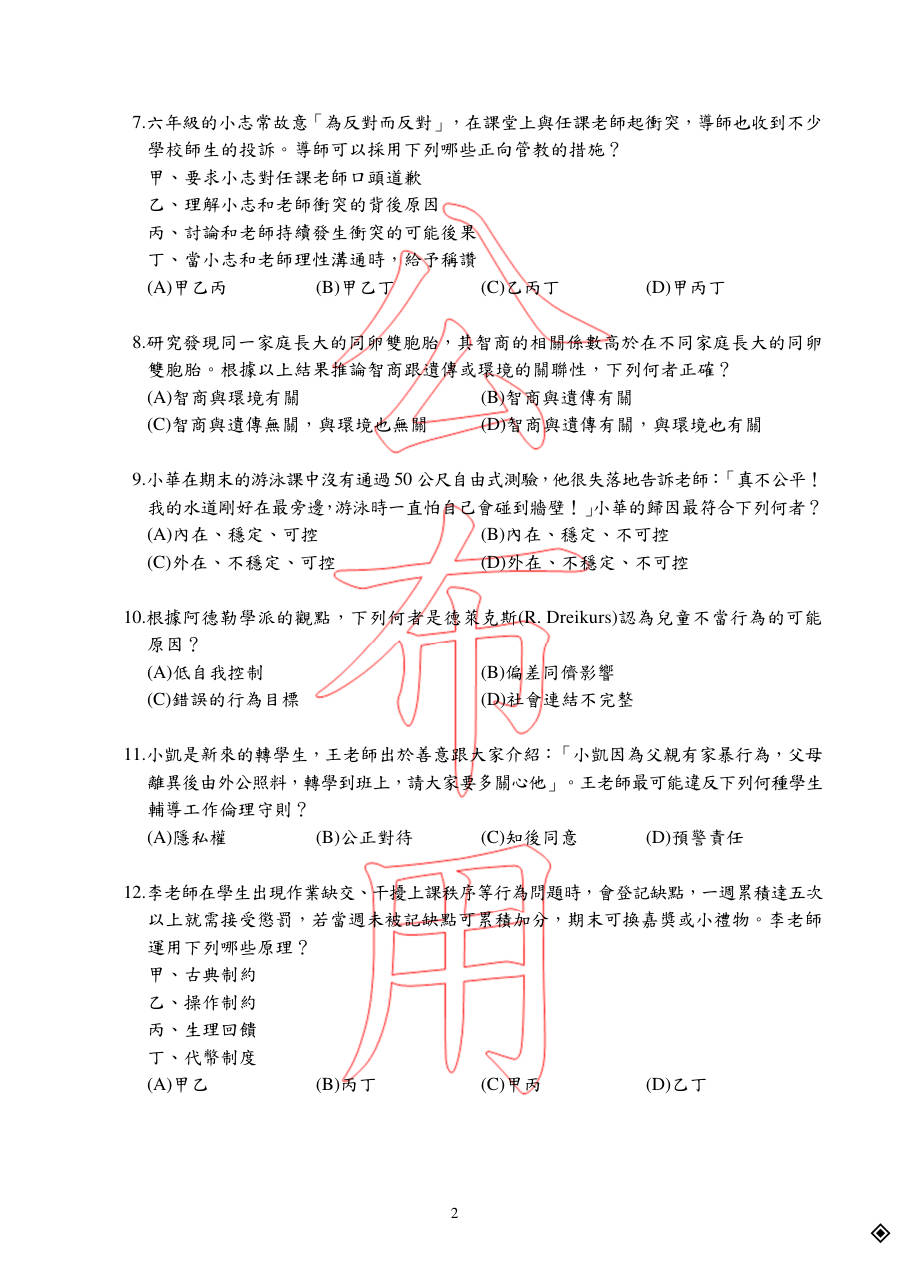 7.六年級的小志常故意「為反對而反對」，在課堂上與任課老師起衝突，導師也收到不少
學校師生的投訴。導師可以採用下列哪些正向管教的措施？
甲、要求小志對任課老師口頭道歉
乙、理解小志和老師衝突的背後原因
丙、討論和老師持續發生衝突的可能後果
丁、當小志和老師理性溝通時，給予稱讚
(A)甲乙丙 (B)甲乙丁 (C)乙丙丁 (D)甲丙丁
8.研究發現同一家庭長大的同卵雙胞胎，其智商的相關係數高於在不同家庭長大的同卵
雙胞胎。根據以上結果推論智商跟遺傳或環境的關聯性，下列何者正確？
(A)智商與環境有關 (B)智商與遺傳有關
(C)智商與遺傳無關，與環境也無關 (D)智商與遺傳有關，與環境也有關
9.小華在期末的游泳課中沒有通過 50 公尺自由式測驗，他很失落地告訴老師：「真不公平！
我的水道剛好在最旁邊，游泳時一直怕自己會碰到牆壁！」小華的歸因最符合下列何者？
(A)內在、穩定、可控 (B)內在、穩定、不可控
(C)外在、不穩定、可控 (D)外在、不穩定、不可控
10.根據阿德勒學派的觀點，下列何者是德萊克斯(R. Dreikurs)認為兒童不當行為的可能
原因？
(A)低自我控制 (B)偏差同儕影響
(C)錯誤的行為目標 (D)社會連結不完整
11.小凱是新來的轉學生，王老師出於善意跟大家介紹：「小凱因為父親有家暴行為，父母
離異後由外公照料，轉學到班上，請大家要多關心他」。王老師最可能違反下列何種學生
輔導工作倫理守則？
(A)隱私權 (B)公正對待 (C)知後同意 (D)預警責任
12.李老師在學生出現作業缺交、干擾上課秩序等行為問題時，會登記缺點，一週累積達五次
以上就需接受懲罰，若當週未被記缺點可累積加分，期末可換嘉獎或小禮物。李老師
運用下列哪些原理？
甲、古典制約
乙、操作制約
丙、生理回饋
丁、代幣制度
(A)甲乙 (B)丙丁 (C)甲丙 (D)乙丁
公布用
2